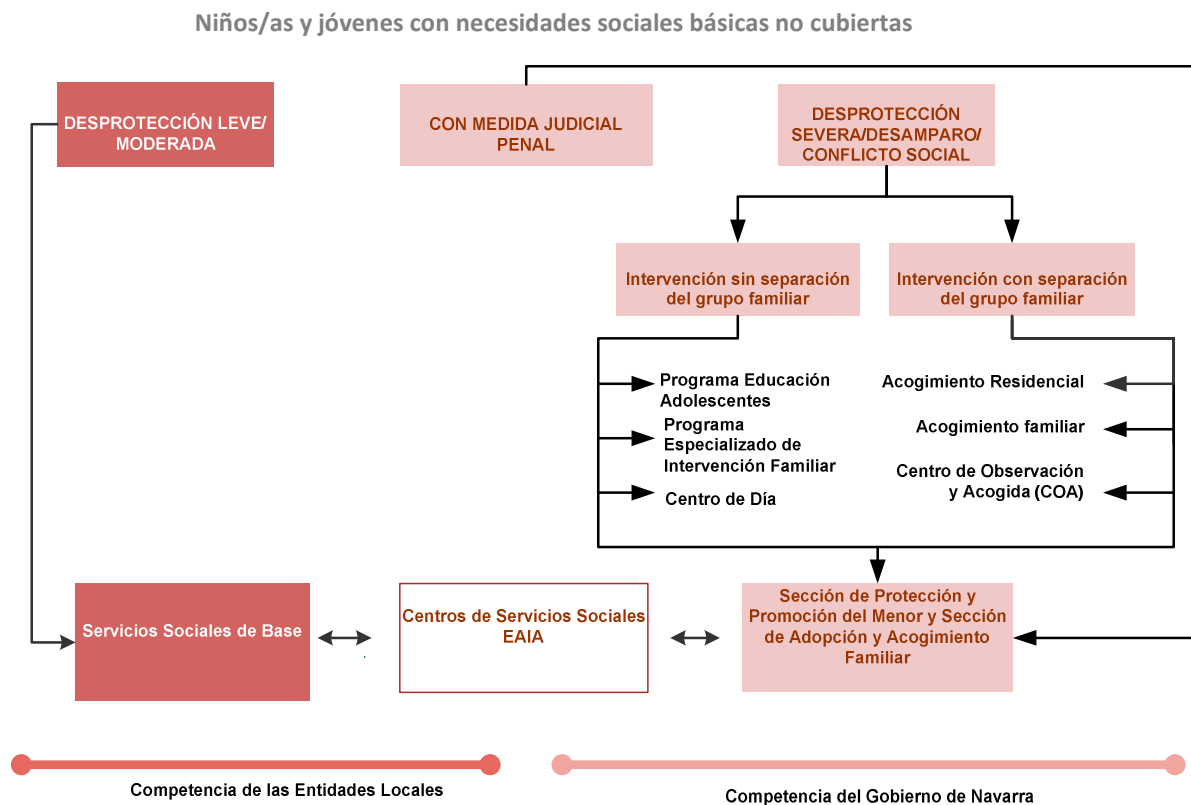 Niños/as y jóvenes con necesidades sociales básicas no cubiertas
DESPROTECCIÓN LEVE/
MODERADA
CON MEDIDA JUDICIAL
PENAL
DESPROTECCIÓN
SEVERA/DESAMPARO/
CONFLICTO SOCIAL
Intervención sin separación
del grupo familiar
Intervención con separación
del grupo familiar
Programa Educación
Adolescentes
Programa
Especializado de
Intervención Familiar
Centro de Día
Acogimiento Residencial
Acogimiento familiar
Centro de Observación
y Acogida (COA)
Servicios Sociales de Base
Centros de Servicios Sociales
EAIA
Sección de Protección y
Promoción del Menor y Sección
de Adopción y Acogimiento
Familiar
Competencia de las Entidades Locales
Competencia del Gobierno de Navarra